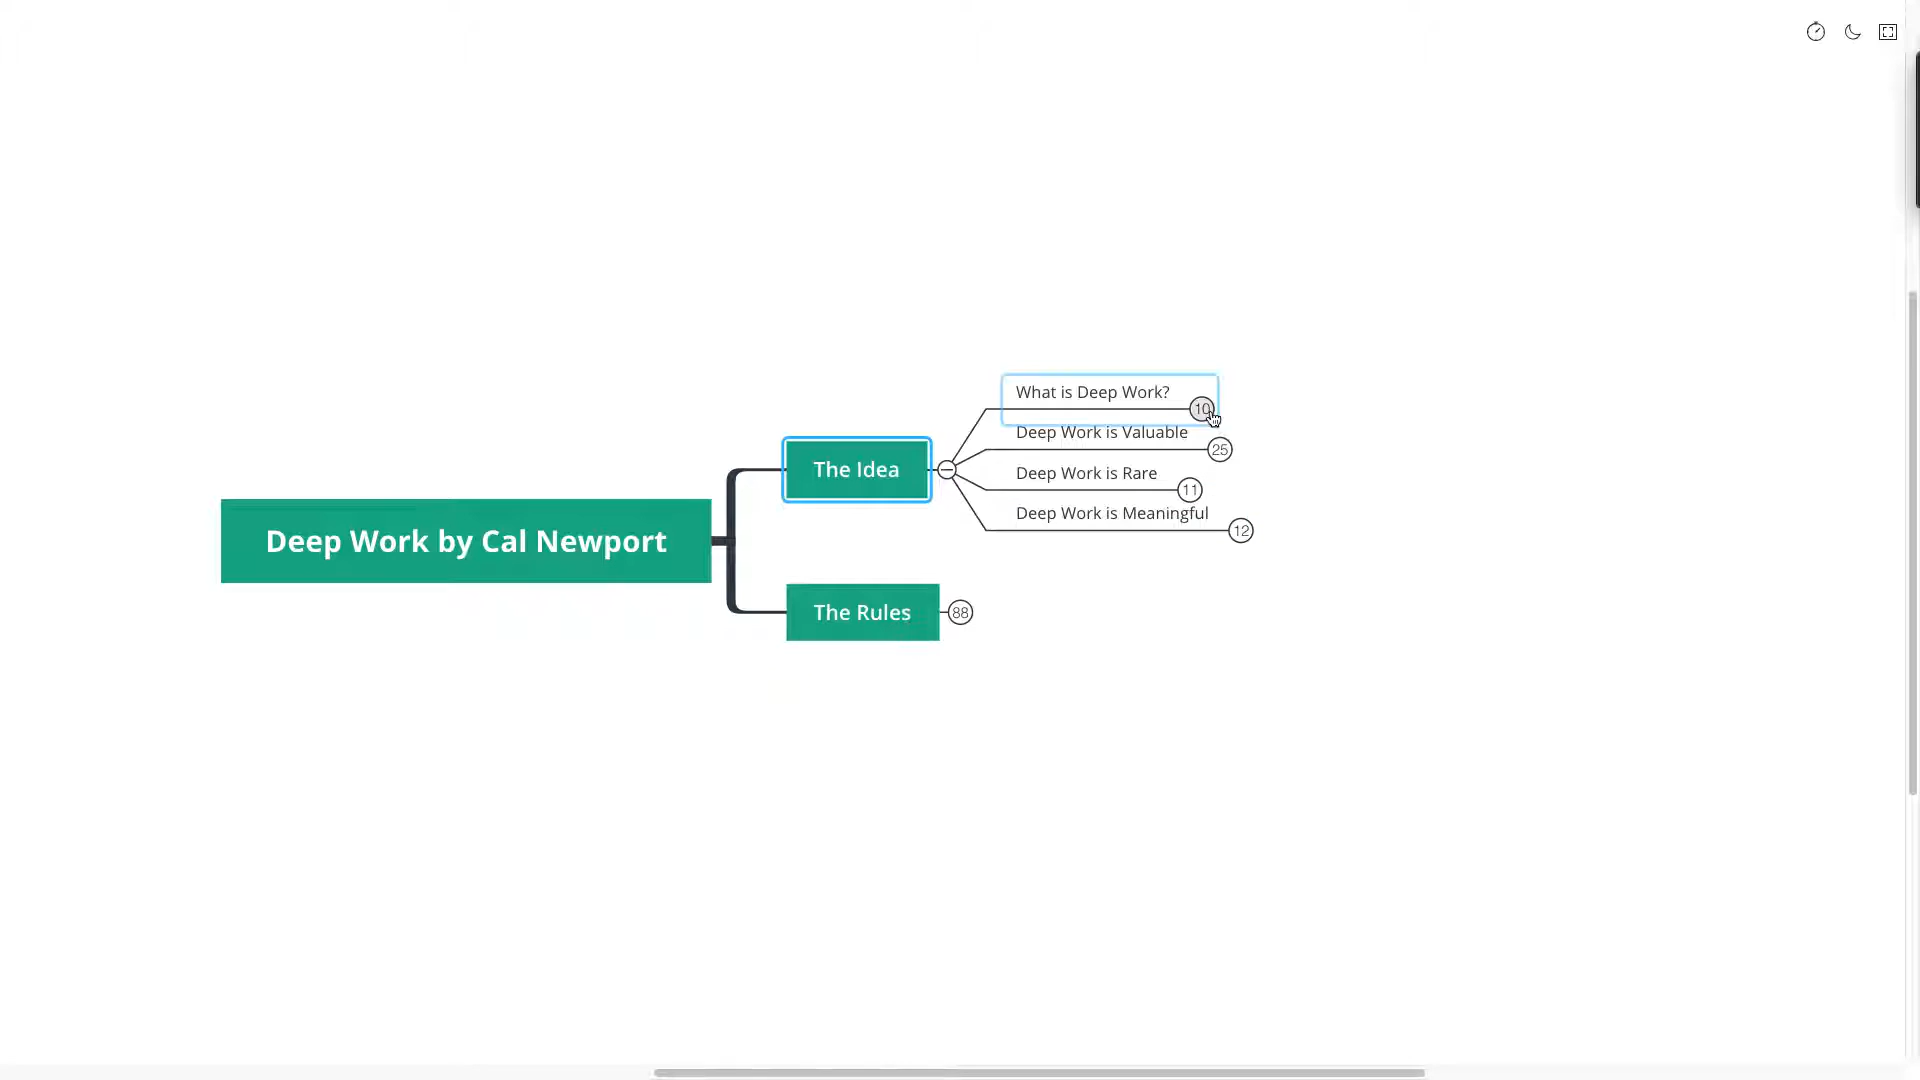 What is Deep Work?
10
Deep Work is Valuable
25
The Idea
Deep Work is Rare
11
Deep Work is Meaningful
12
Deep Work by Cal Newport
The Rules
88